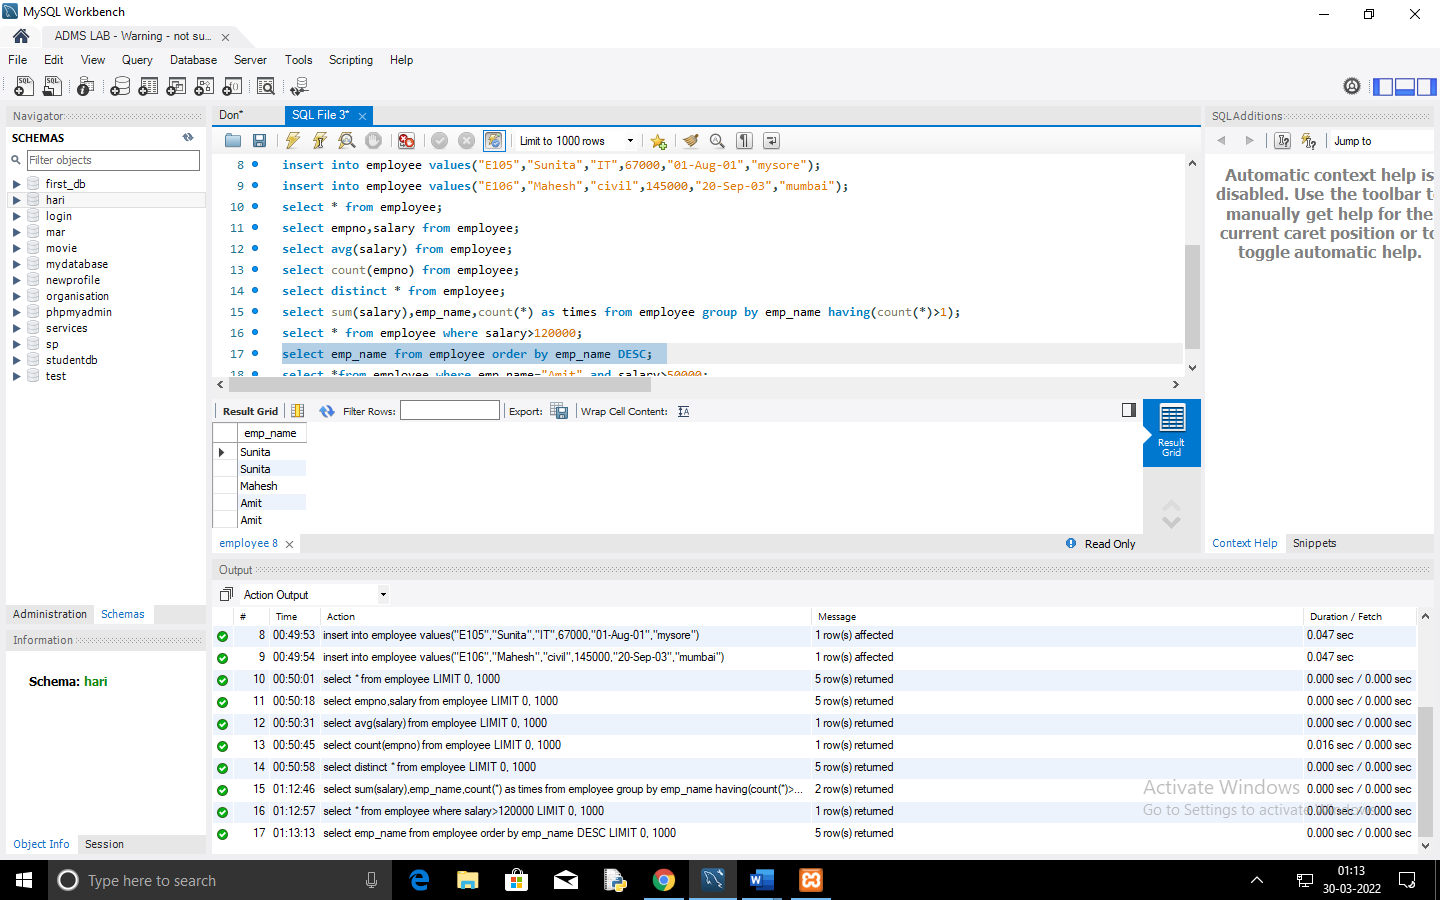 MySQL Workbench
ADMS LAB - Warning - not su...
File Edit View Query Database Server Tools Scripting Help
Navigator
SCHEMAS
Filter objects
first_db
hari
login
mar
movie
mydatabase
newprofile
organisation
phpmyadmin
services
sp
studentdb
test
Administration Schemas
Information
Schema: hari
Object Info Session
Don* SQL File 3*
Limit to 1000 rows
8 insert into employee values("E105","Sunita","IT",67000,"01-Aug-01","mysore");
9 insert into employee values("E106","Mahesh","civil",145000,"20-Sep-03","mumbai");
10 select * from employee;
11 select empno,salary from employee;
12 select avg(salary) from employee;
13 select count(empno) from employee;
14 select distinct * from employee;
15 select sum(salary),emp_name,count(*) as times from employee group by emp_name having(count(*)>1);
16 select * from employee where salary>120000;
17 select emp_name from employee order by emp_name DESC;
18 select *from employee where emp_name="Amit" and salary>50000;
Result Grid Filter Rows: Export: Wrap Cell Content:
emp_name
Sunita
Sunita
Mahesh
Amit
Amit
Result
Grid
employee 8
Read Only
SQLAdditions
Jump to
Automatic context help is
disabled. Use the toolbar t
manually get help for the
current caret position or to
toggle automatic help.
Context Help Snippets
Output
Action Output
# Time Action Message Duration / Fetch
8 00:49:53 insert into employee values("E105","Sunita","IT",67000,"01-Aug-01","mysore") 1 row(s) affected 0.047 sec
9 00:49:54 insert into employee values("E106","Mahesh","civil",145000,"20-Sep-03","mumbai") 1 row(s) affected 0.047 sec
10 00:50:01 select * from employee LIMIT 0, 1000 5 row(s) returned 0.000 sec / 0.000 sec
11 00:50:18 select empno,salary from employee LIMIT 0, 1000 5 row(s) returned 0.000 sec / 0.000 sec
12 00:50:31 select avg(salary) from employee LIMIT 0, 1000 1 row(s) returned 0.000 sec / 0.000 sec
13 00:50:45 select count(empno) from employee LIMIT 0, 1000 1 row(s) returned 0.016 sec / 0.000 sec
14 00:50:58 select distinct * from employee LIMIT 0, 1000 5 row(s) returned 0.000 sec / 0.000 sec
15 01:12:46 select sum(salary),emp_name,count(*) as times from employee group by emp_name having(count(*)>... 2 row(s) returned 0.000 sec / 0.000 sec
16 01:12:57 select * from employee where salary>120000 LIMIT 0, 1000 1 row(s) returned 0.000 sec / 0.000 sec
17 01:13:13 select emp_name from employee order by emp_name DESC LIMIT 0, 1000 5 row(s) returned 0.000 sec / 0.000 sec
Activate Windows
Go to Settings to activate Windows.
Type here to search
01:13
30-03-2022